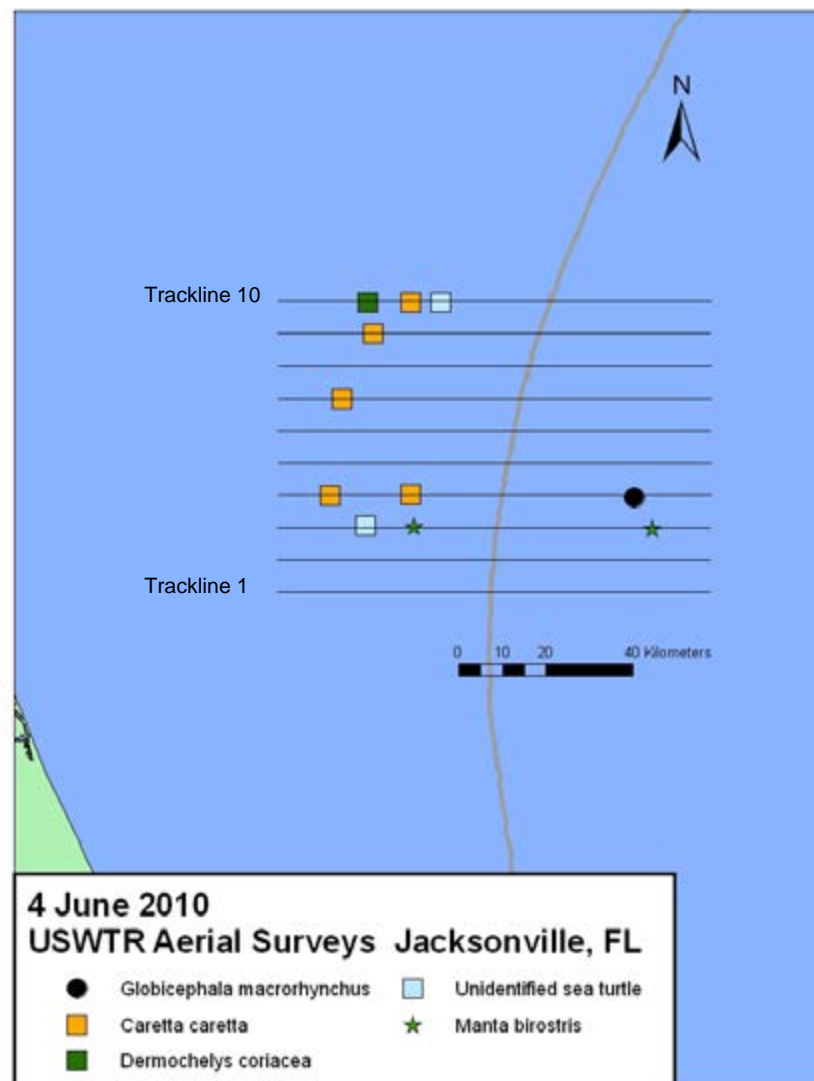 N
Trackline 10
Trackline 1
0 10 20 40 Kilometers
4 June 2010
USWTR Aerial Surveys Jacksonville, FL
Globicephala macrorhynchus
Unidentified sea turtle
Caretta caretta
Manta birostris
Dermochelys coriacea